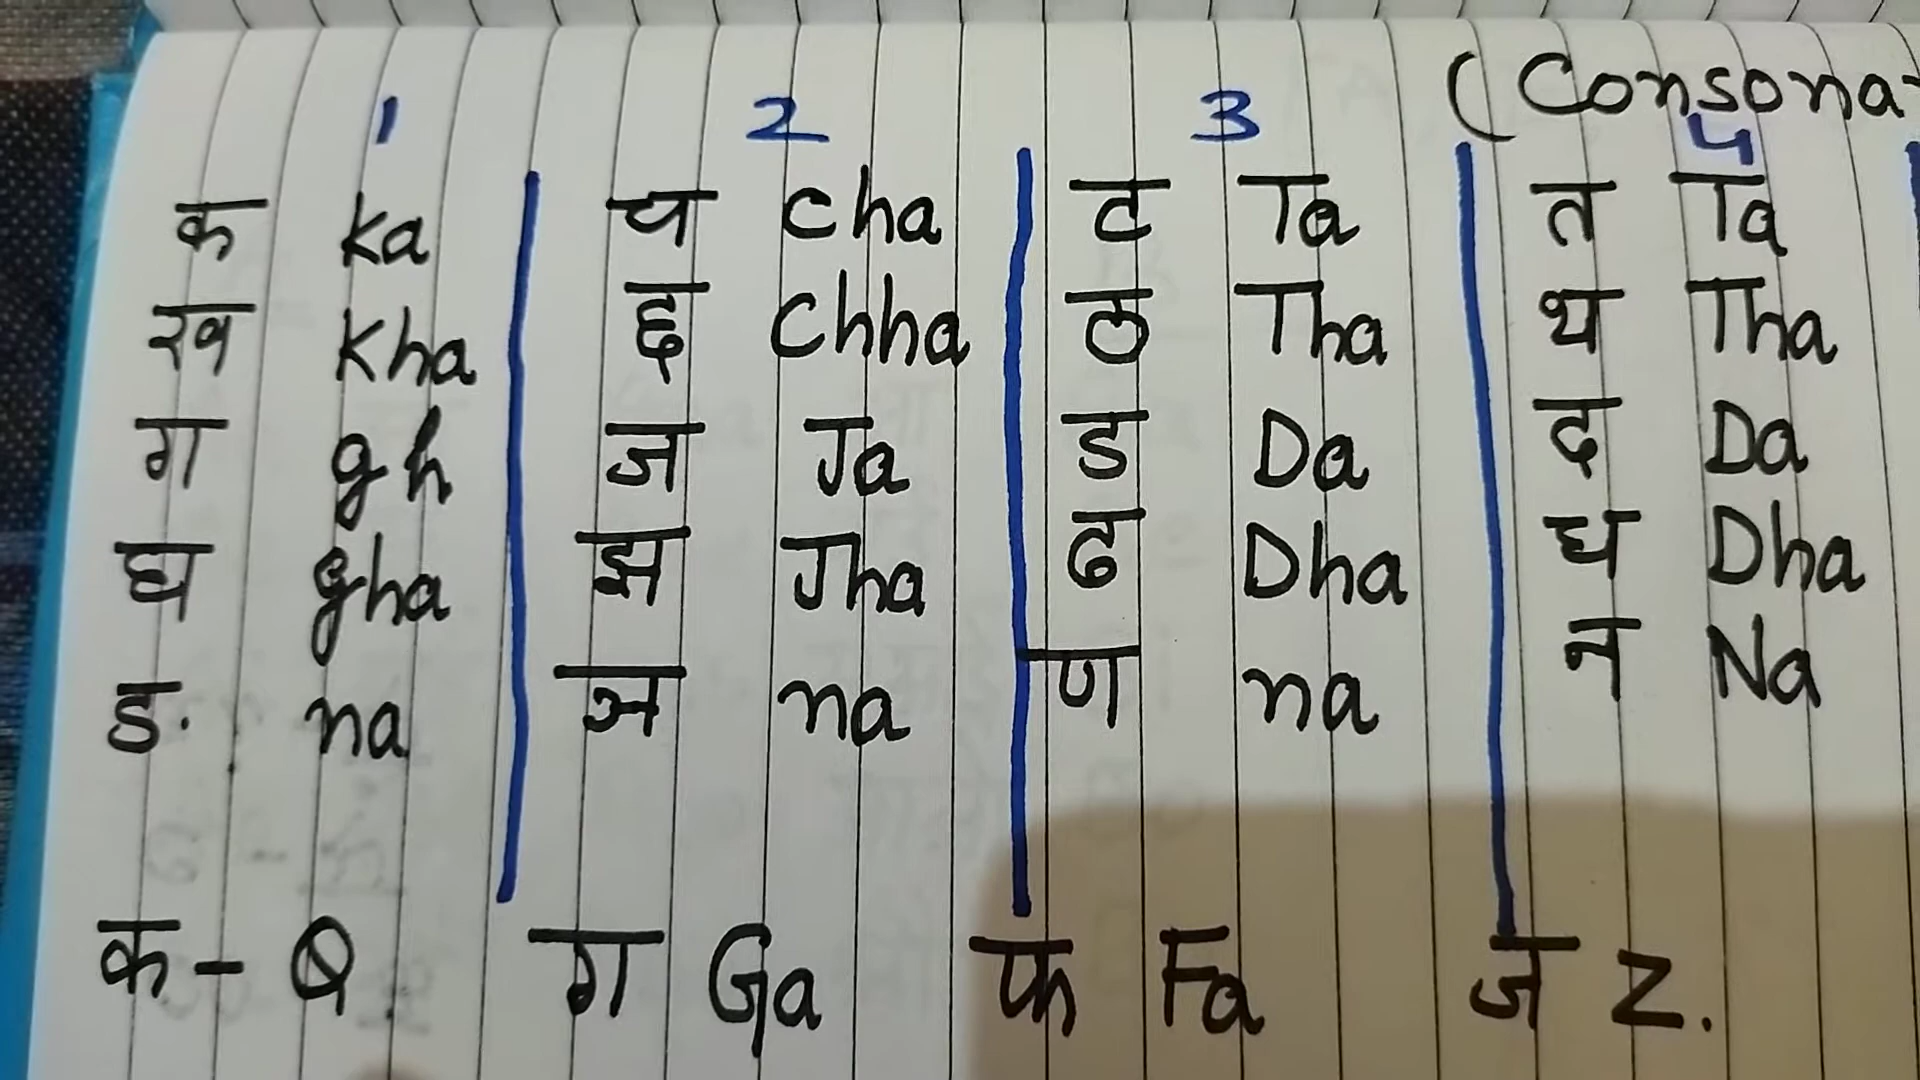 (Consona
1 2 3 4
क ka च cha ट Ta त Ta
ख kha छ chha ठ Tha थ Tha
ग gh ज Ja ड Da द Da
घ gha झ Jha ढ Dha ध Dha
ड. na ञ na ण na न Na
क - Q ग Ga फ Fa ज Z.